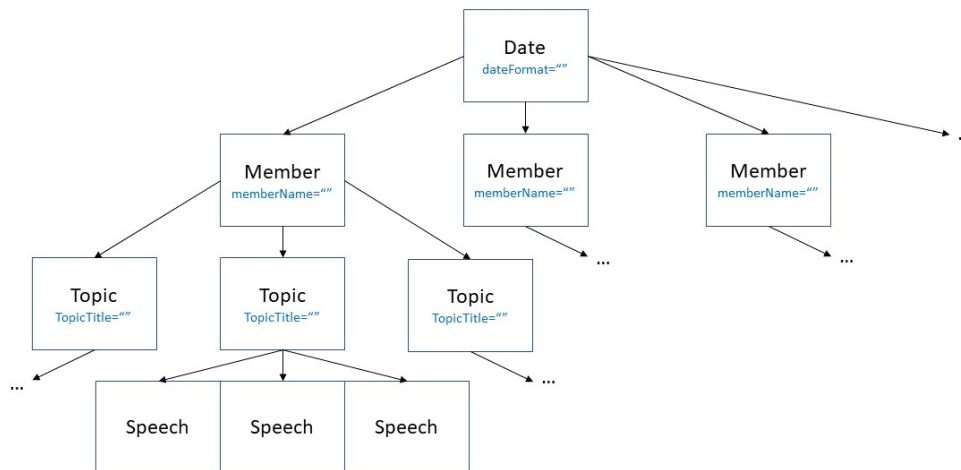 Date
dateFormat=“”
Member
memberName=“”
Member
memberName=“”
Member
memberName=“”
...
...
Topic
TopicTitle=“”
Topic
TopicTitle=“”
Topic
TopicTitle=“”
...
...
Speech
Speech
Speech